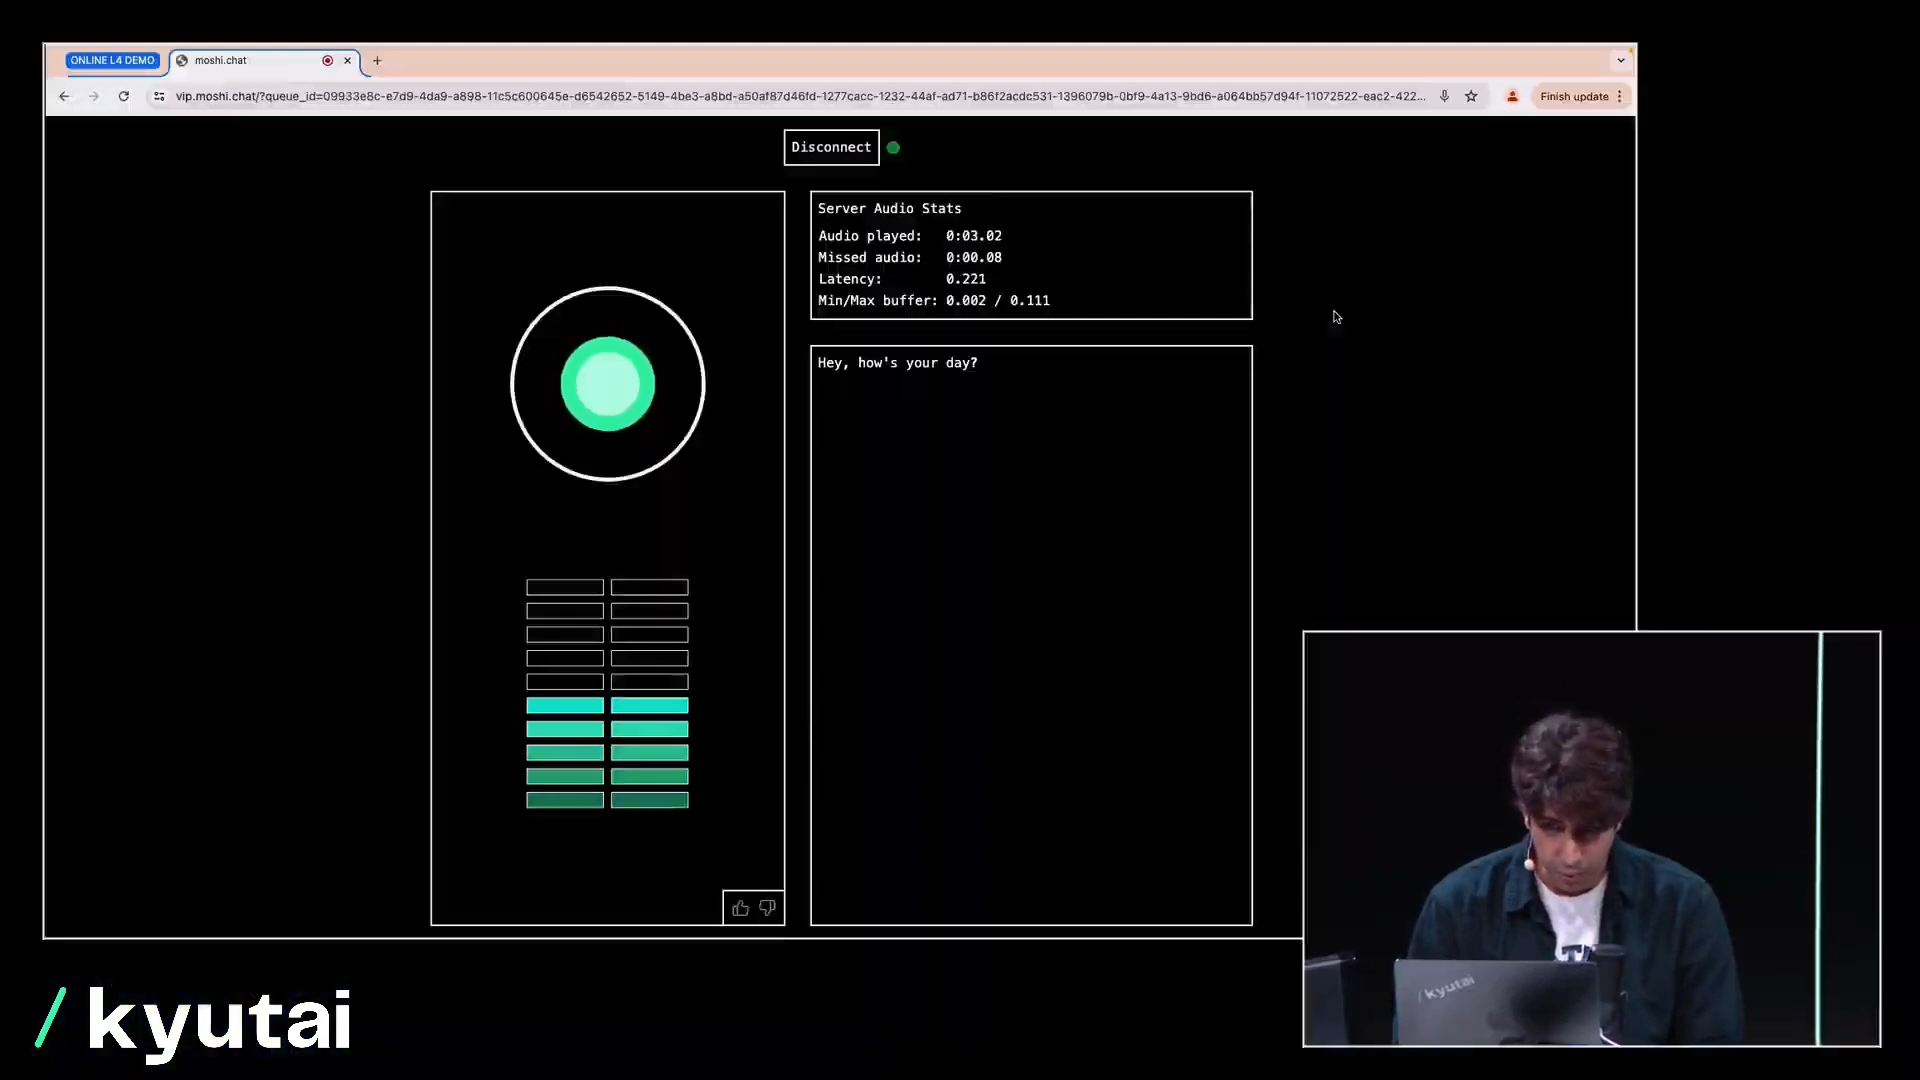 ONLINE L4 DEMO
moshi.chat
vip.moshi.chat/?queue_id=09933e8c-e7d9-4da9-a898-11c5c600645e-d6542652-5149-4be3-a8bd-a50af87d46fd-1277cacc-1232-44af-ad71-b86f2acdc531-1396079b-0bf9-4a13-9bd6-a064bb57d94f-11072522-eac2-422...
Finish update
Disconnect
Server Audio Stats
Audio played: 0:03.02
Missed audio: 0:00.08
Latency: 0.221
Min/Max buffer: 0.002 / 0.111
Hey, how's your day?
/kyutai
/ kyutai